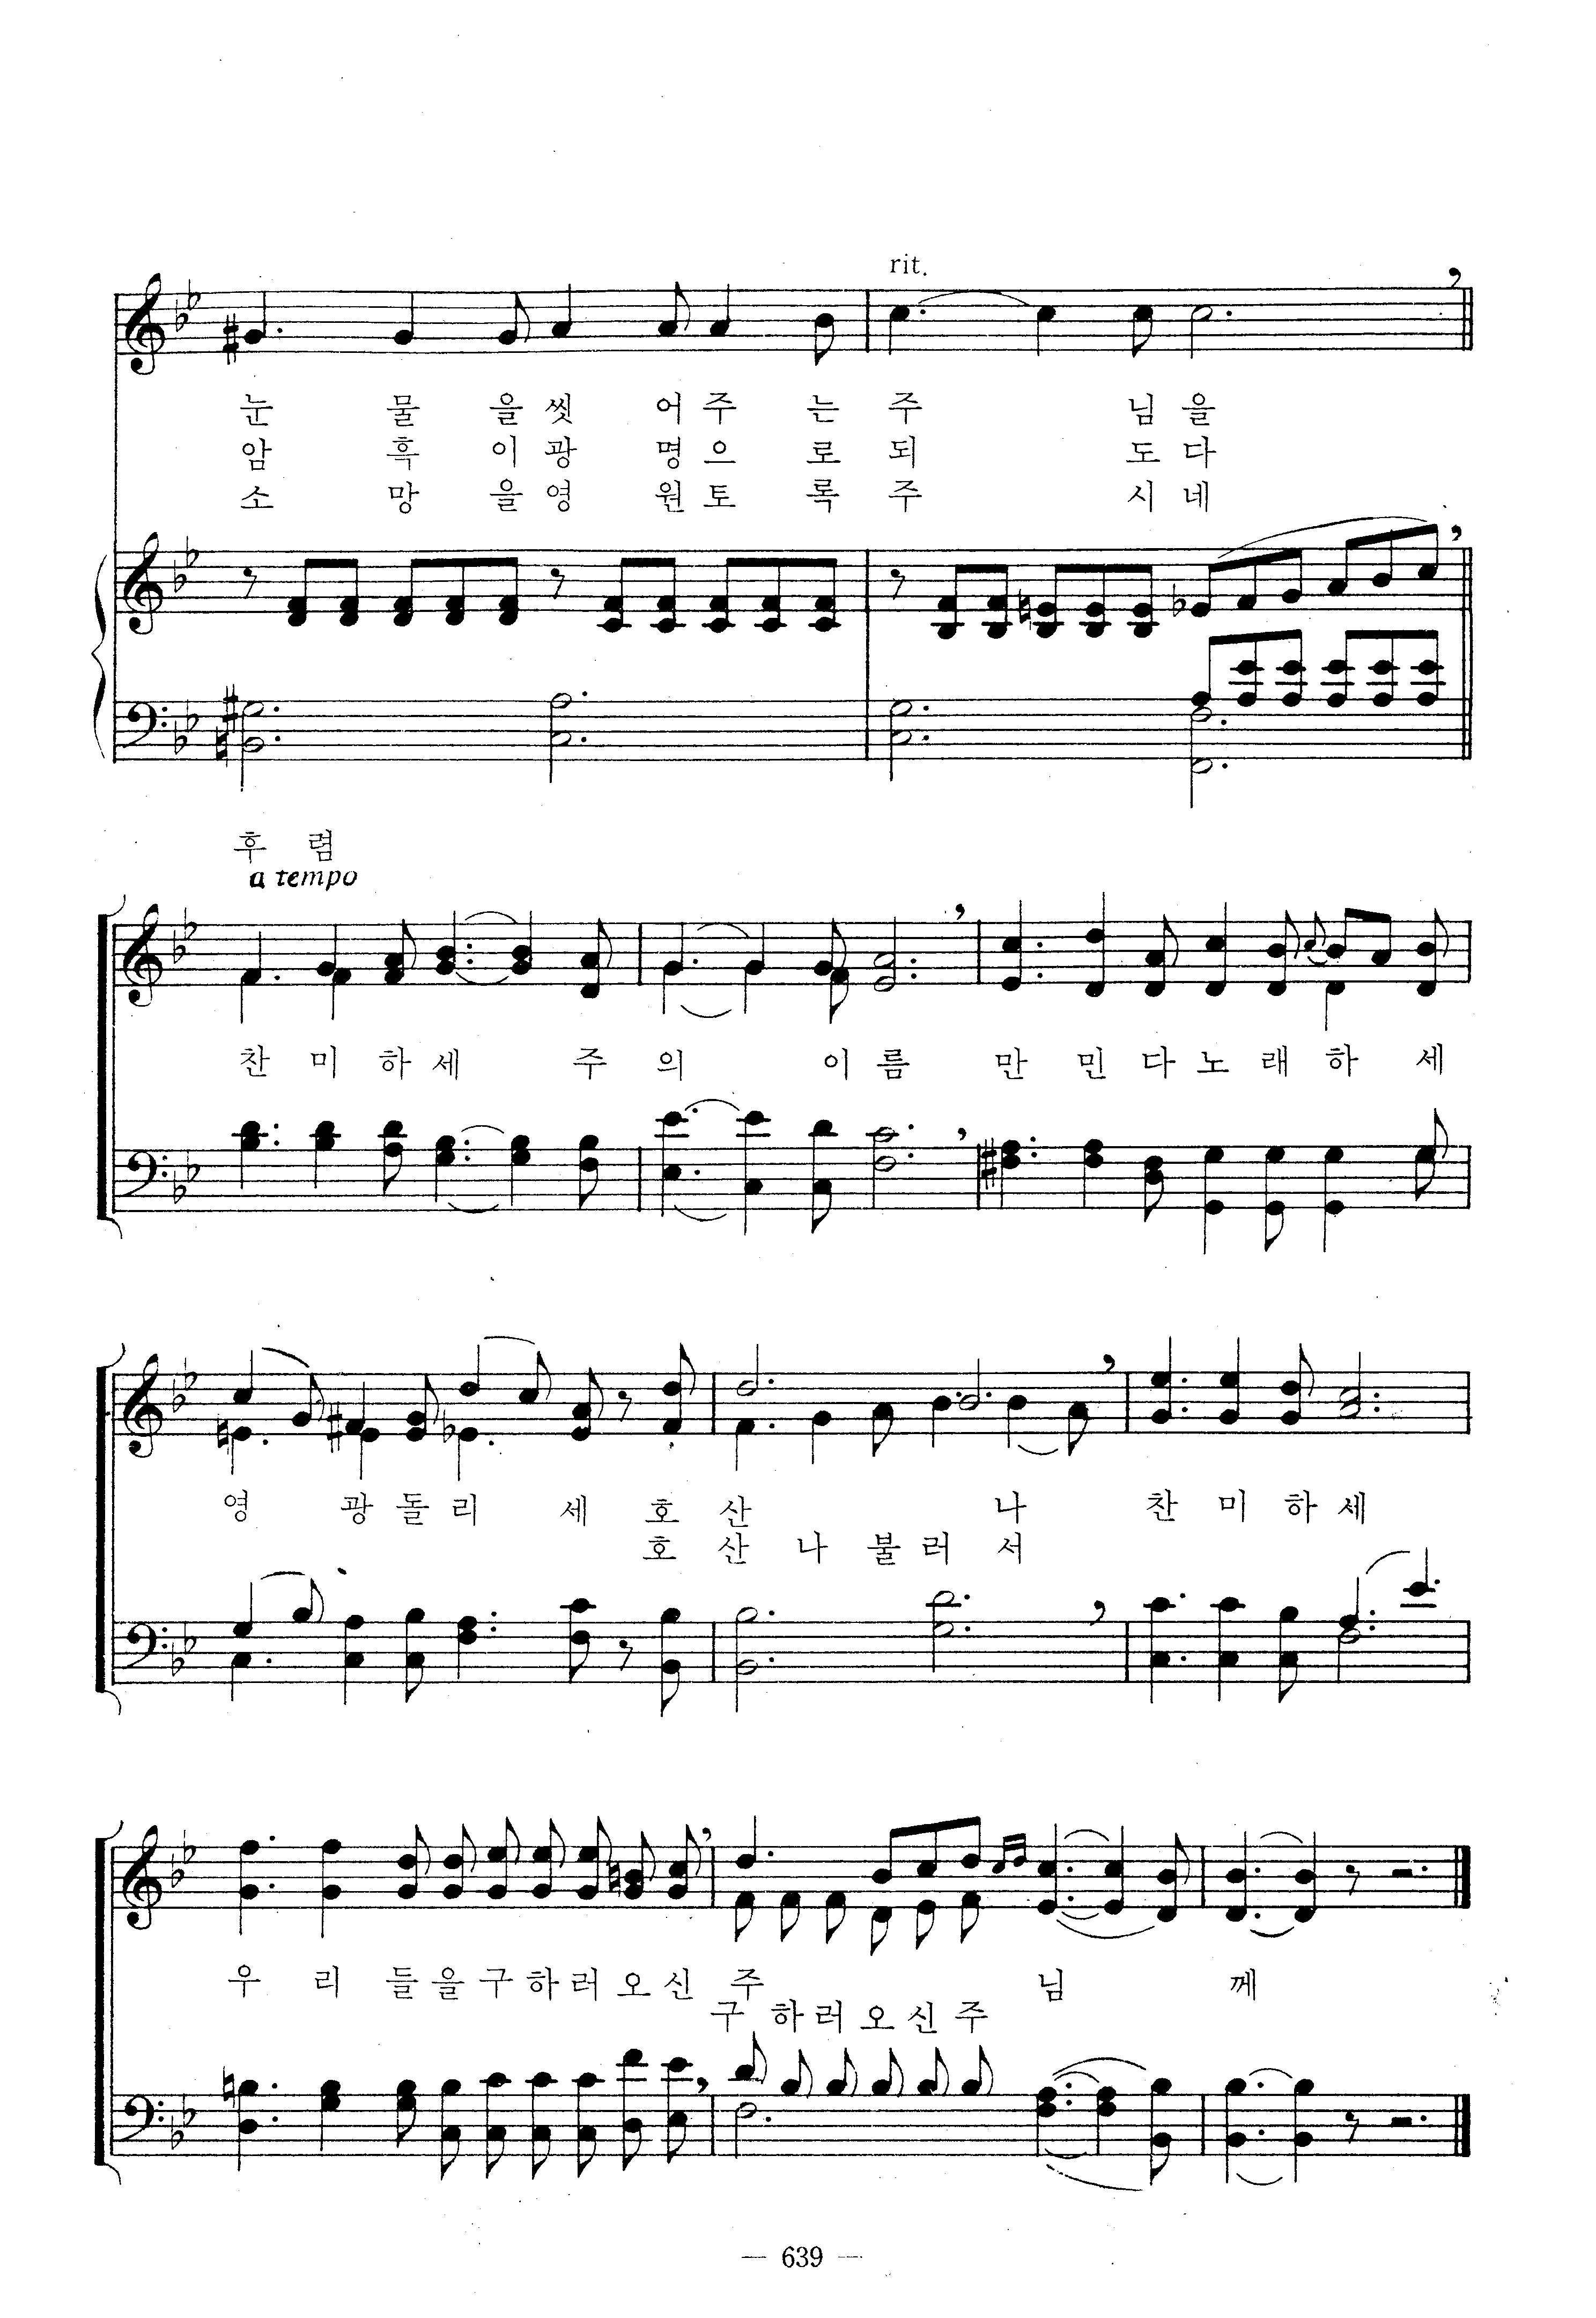 rit.
눈 물 을 씻 어 주 는 주 님 을
암 흑 이 광 명 으 로 되 도 다
소 망 을 영 원 토 록 주 시 네
후 렴
a tempo
찬 미 하 세 주 의 이 름 만 민 다 노 래 하 세
영 광 돌 리 세 호 산 나 찬 미 하 세
호 산 나 불 러 서
우 리 들 을 구 하 러 오 신 주 님 께
구 하 러 오 신 주
— 639 —